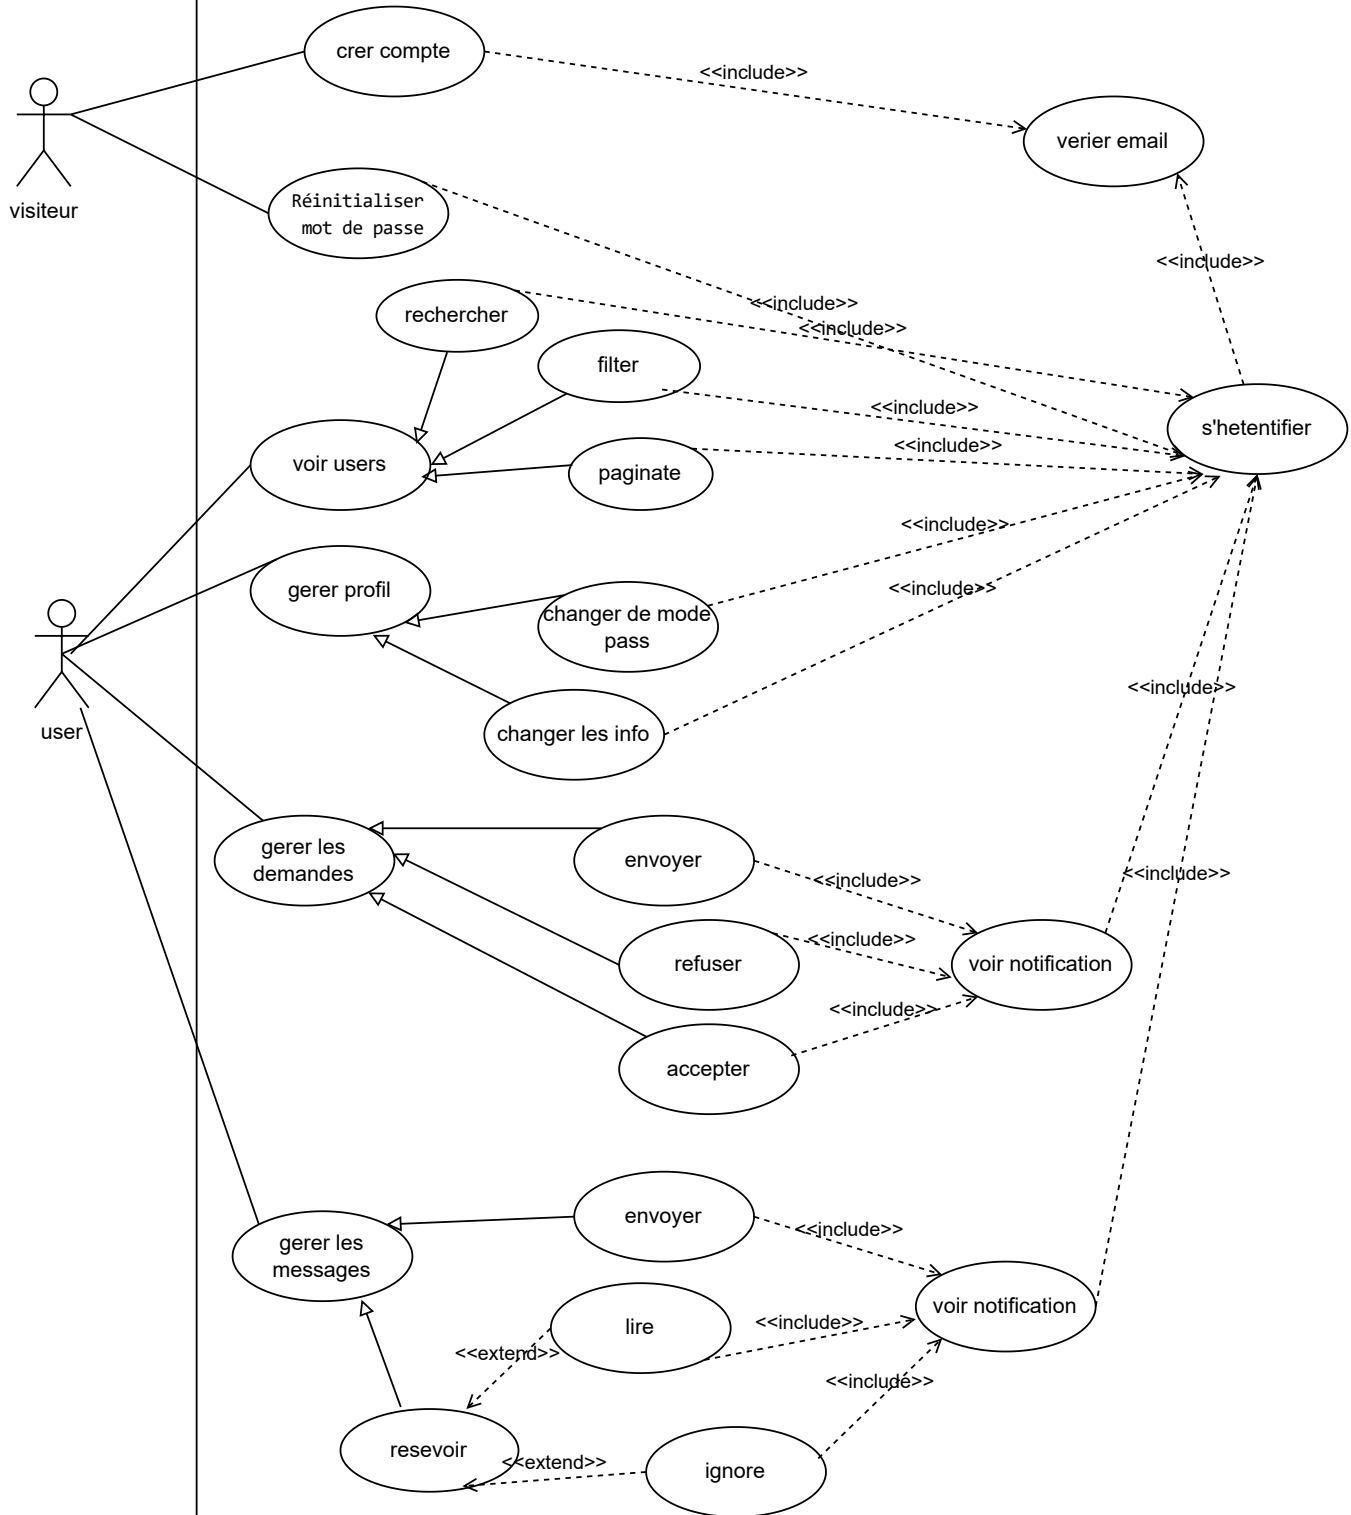 crer compte
<<include>>
verier email
visiteur
Réinitialiser
mot de passe
<<include>>
<<include>>
rechercher
<<include>>
filter
<<include>>
s'hetentifier
<<include>>
voir users
paginate
<<include>>
gerer profil
<<include>>
changer de mode
pass
user
changer les info
<<include>>
gerer les
demandes
envoyer
<<include>>
<<include>>
<<include>>
refuser
voir notification
<<include>>
accepter
envoyer
<<include>>
gerer les
messages
voir notification
lire
<<include>>
<<extend>>
<<include>>
resevoir
<<extend>>
ignore